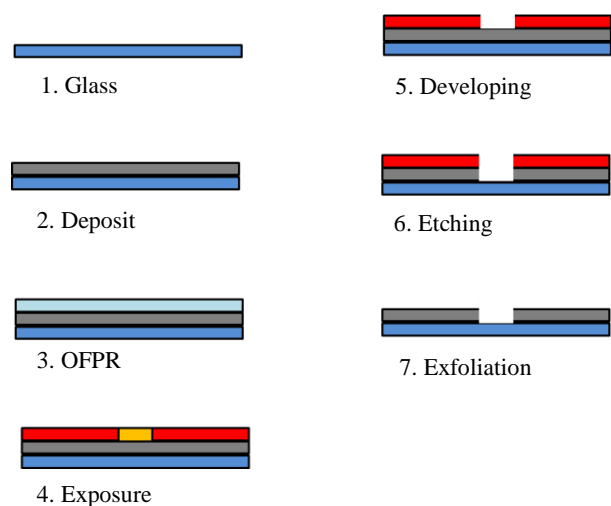 1. Glass
2. Deposit
3. OFPR
4. Exposure
5. Developing
6. Etching
7. Exfoliation